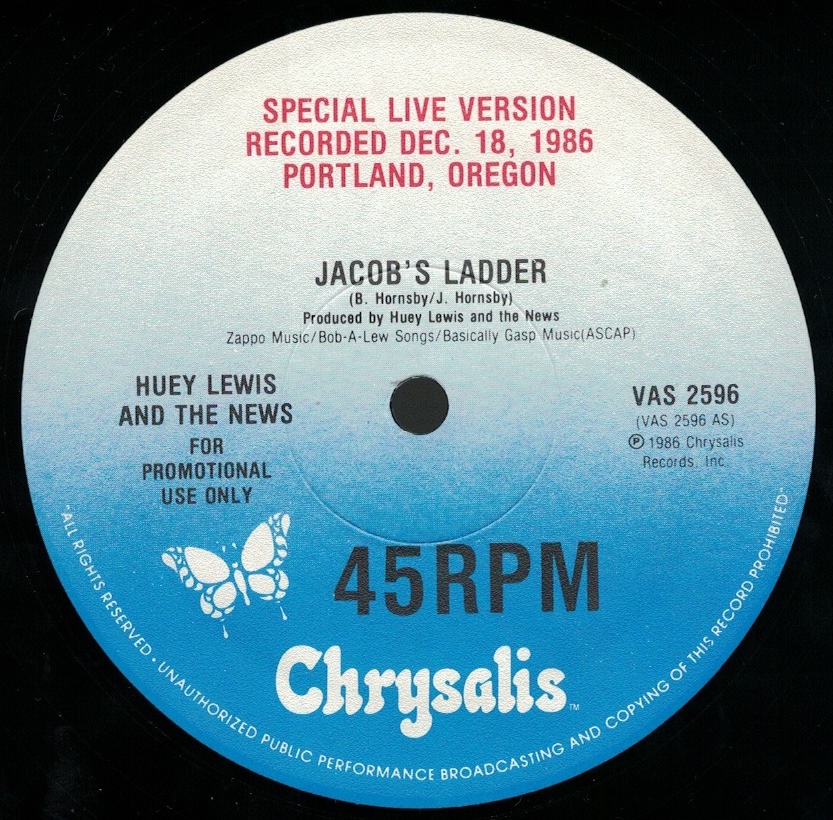 SPECIAL LIVE VERSION
RECORDED DEC. 18, 1986
PORTLAND, OREGON
JACOB'S LADDER
(B. Hornsby/J. Hornsby)
Produced by Huey Lewis and the News
Zappo Music/Bob-A-Lew Songs/Basically Gasp Music(ASCAP)
HUEY LEWIS
AND THE NEWS
FOR
PROMOTIONAL
USE ONLY
VAS 2596
(VAS 2596 AS)
Ⓟ 1986 Chrysalis
Records, Inc.
45RPM
Chrysalis™
"ALL RIGHTS RESERVED · UNAUTHORIZED PUBLIC PERFORMANCE BROADCASTING AND COPYING OF THIS RECORD PROHIBITED"